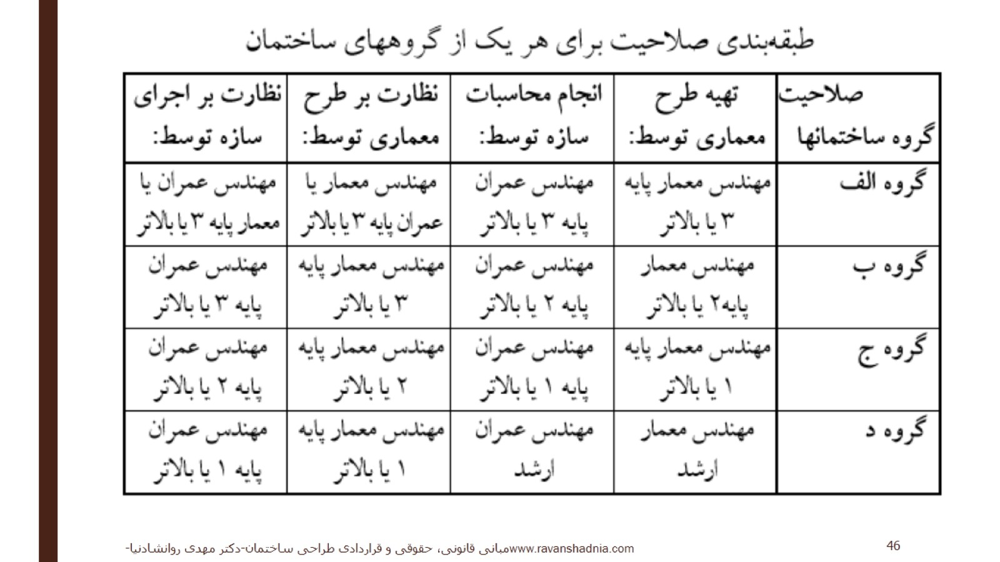 طبقه‌بندی صلاحیت برای هر یک از گروههای ساختمان
صلاحیت
گروه ساختمانها
تهیه طرح
معماری توسط:
انجام محاسبات
سازه توسط:
نظارت بر طرح
معماری توسط:
نظارت بر اجرای
سازه توسط:
گروه الف
مهندس معمار پایه
۳ یا بالاتر
مهندس عمران
پایه ۳ یا بالاتر
مهندس معمار یا
عمران پایه ۳ یا بالاتر
مهندس عمران یا
معمار پایه ۳ یا بالاتر
گروه ب
مهندس معمار
پایه۲ یا بالاتر
مهندس عمران
پایه ۲ یا بالاتر
مهندس معمار پایه
۳ یا بالاتر
مهندس عمران
پایه ۳ یا بالاتر
گروه ج
مهندس معمار پایه
۱ یا بالاتر
مهندس عمران
پایه ۱ یا بالاتر
مهندس معمار پایه
۲ یا بالاتر
مهندس عمران
پایه ۲ یا بالاتر
گروه د
مهندس معمار
ارشد
مهندس عمران
ارشد
مهندس معمار پایه
۱ یا بالاتر
مهندس عمران
پایه ۱ یا بالاتر
www.ravanshadnia.comمبانی قانونی، حقوقی و قراردادی طراحی ساختمان-دکتر مهدی روانشادنیا-
46